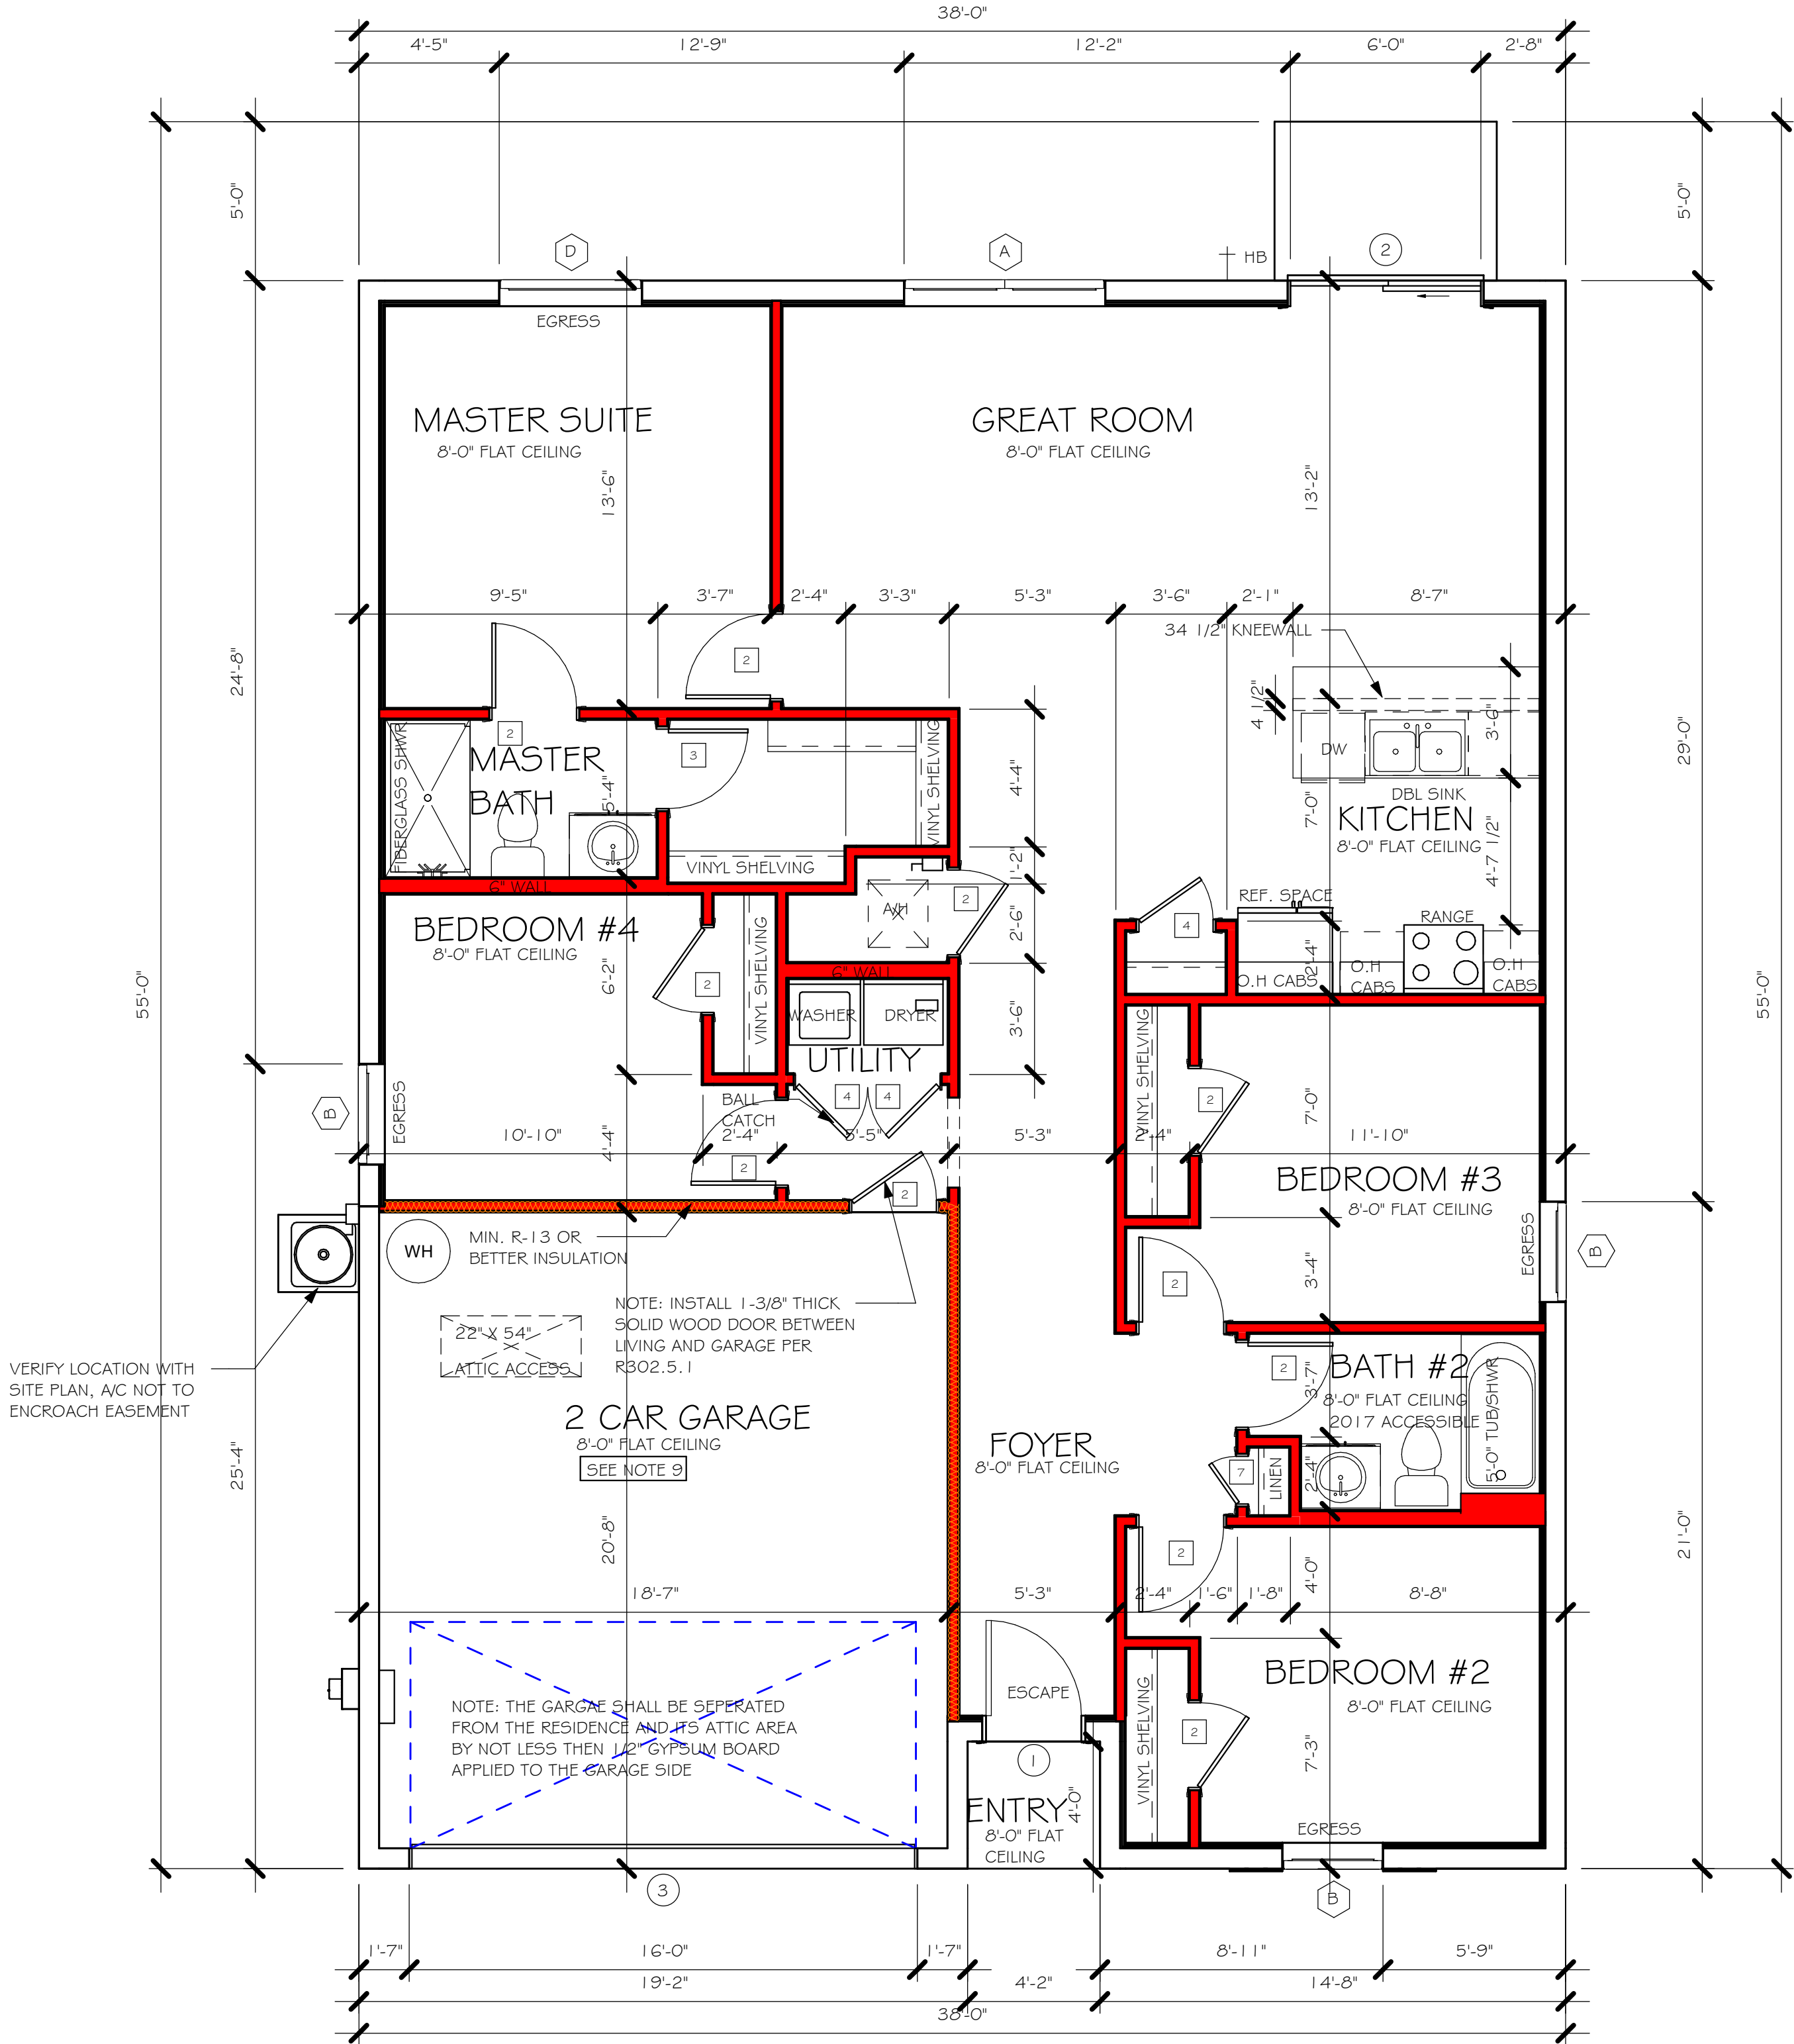 38'-0"
4'-5"
12'-9"
12'-2"
6'-0"
2'-8"
5'-0"
5'-0"
D
A
HB
2
EGRESS
MASTER SUITE
8'-0" FLAT CEILING
GREAT ROOM
8'-0" FLAT CEILING
13'-6"
13'-2"
9'-5"
3'-7"
2'-4"
3'-3"
5'-3"
3'-6"
2'-1"
8'-7"
34 1/2" KNEEWALL
24'-8"
2
4 1/2"
3'-6"
29'-0"
FIBERGLASS SHWR
2
MASTER
BATH
3
5'-4"
VINYL SHELVING
4'-4"
DW
DBL SINK
7'-0"
KITCHEN
8'-0" FLAT CEILING
4'-7 1/2"
VINYL SHELVING
1'-2"
6" WALL
BEDROOM #4
8'-0" FLAT CEILING
A/H
2
2'-6"
4
REF. SPACE
RANGE
2'-4"
O.H CABS
O.H
CABS
O.H
CABS
6" WALL
6'-2"
2
VINYL SHELVING
WASHER
DRYER
3'-6"
UTILITY
55'-0"
55'-0"
VINYL SHELVING
4
4
2
7'-0"
B
EGRESS
BALL
CATCH
10'-10"
4'-4"
2'-4"
5'-5"
5'-3"
2'-4"
11'-10"
2
2
BEDROOM #3
8'-0" FLAT CEILING
WH
MIN. R-13 OR
BETTER INSULATION
EGRESS
B
2
3'-4"
NOTE: INSTALL 1-3/8" THICK
SOLID WOOD DOOR BETWEEN
LIVING AND GARAGE PER
R302.5.1
22" X 54"
ATTIC ACCESS
VERIFY LOCATION WITH
SITE PLAN, A/C NOT TO
ENCROACH EASEMENT
2
BATH #2
3'-7"
8'-0" FLAT CEILING
2017 ACCESSIBLE
5'-0" TUB/SHWR
2 CAR GARAGE
8'-0" FLAT CEILING
SEE NOTE 9
FOYER
8'-0" FLAT CEILING
25'-4"
7
LINEN
2'-4"
20'-8"
2
4'-0"
21'-0"
18'-7"
5'-3"
2'-4"
1'-6"
1'-8"
8'-8"
ESCAPE
BEDROOM #2
8'-0" FLAT CEILING
NOTE: THE GARGAE SHALL BE SEPERATED
FROM THE RESIDENCE AND ITS ATTIC AREA
BY NOT LESS THEN 1/2" GYPSUM BOARD
APPLIED TO THE GARAGE SIDE
VINYL SHELVING
2
7'-3"
1
ENTRY
4'-0"
8'-0" FLAT
CEILING
EGRESS
3
B
1'-7"
16'-0"
1'-7"
8'-11"
5'-9"
19'-2"
4'-2"
14'-8"
38'-0"